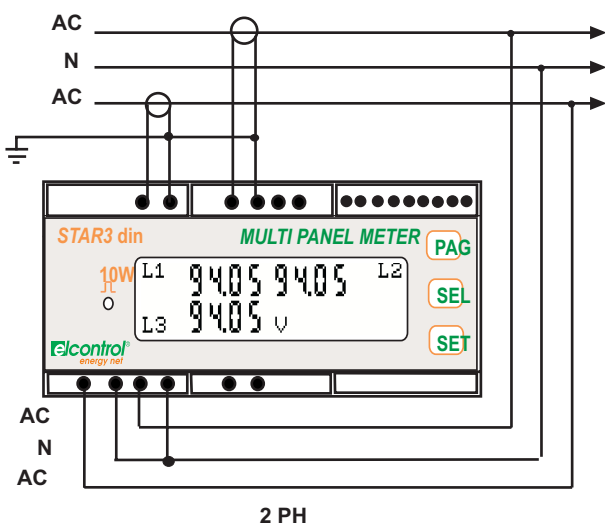 AC
N
AC
STAR3 din MULTI PANEL METER PAG
10W L1 94.05 94.05 L2
SEL
L3 94.05 V
SET
elcontrol®
energy net
AC
N
AC
2 PH